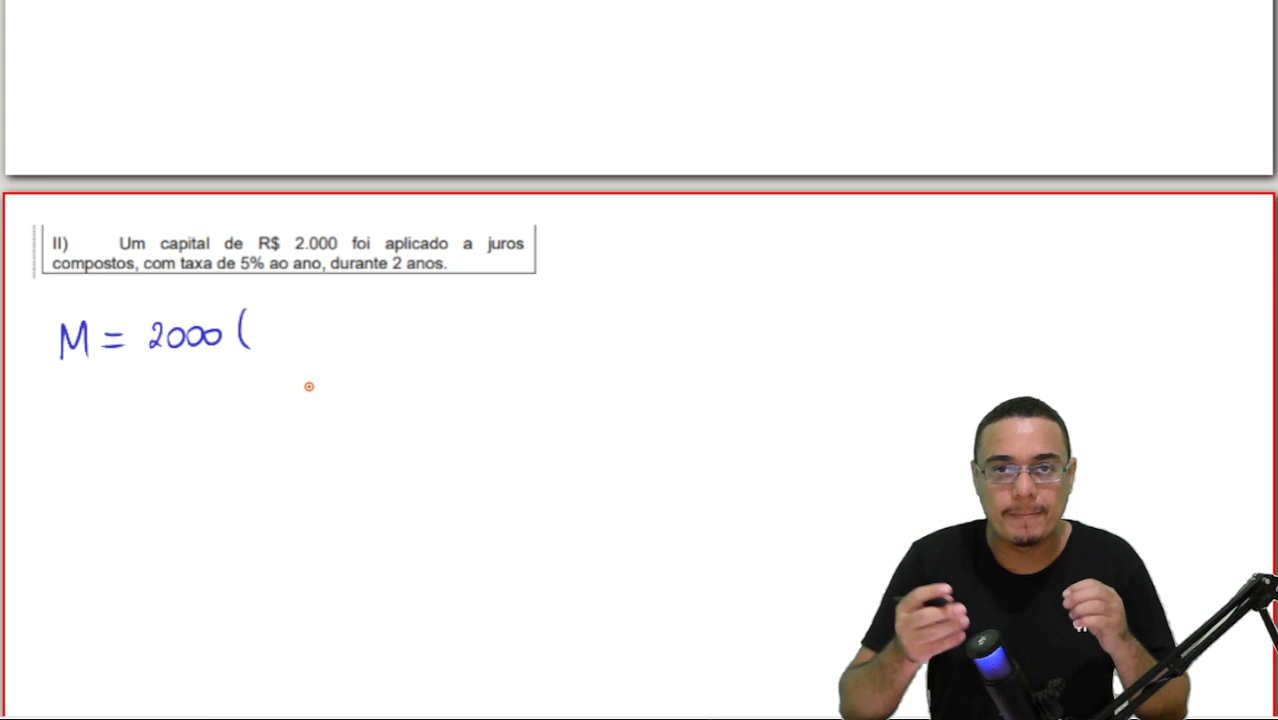 II) Um capital de R$ 2.000 foi aplicado a juros
compostos, com taxa de 5% ao ano, durante 2 anos.
M = 2000 (